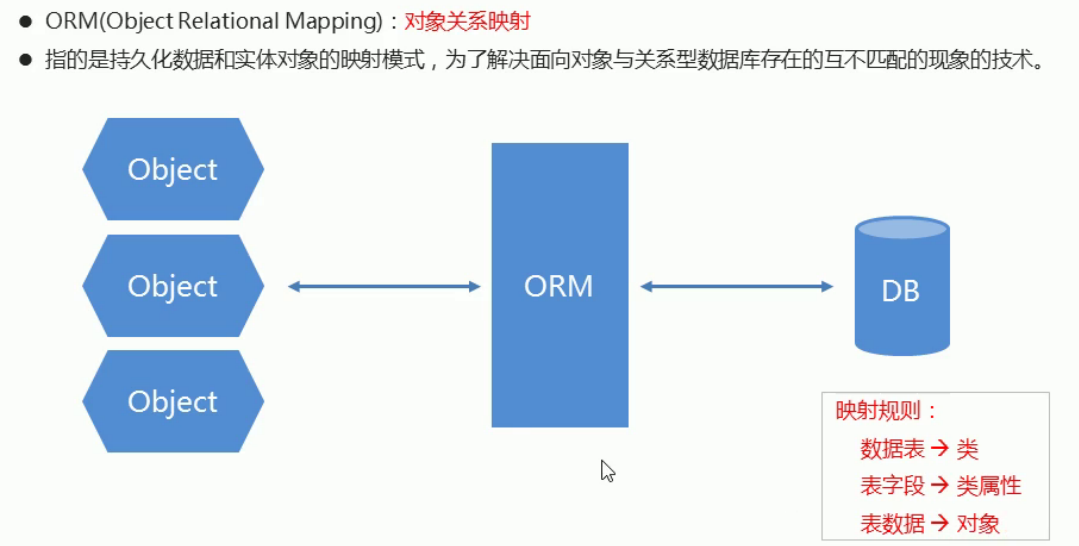 ● ORM(Object Relational Mapping)：对象关系映射
● 指的是持久化数据和实体对象的映射模式，为了解决面向对象与关系型数据库存在的互不匹配的现象的技术。
Object
Object
Object
ORM
DB
映射规则：
数据表→类
表字段→类属性
表数据→对象